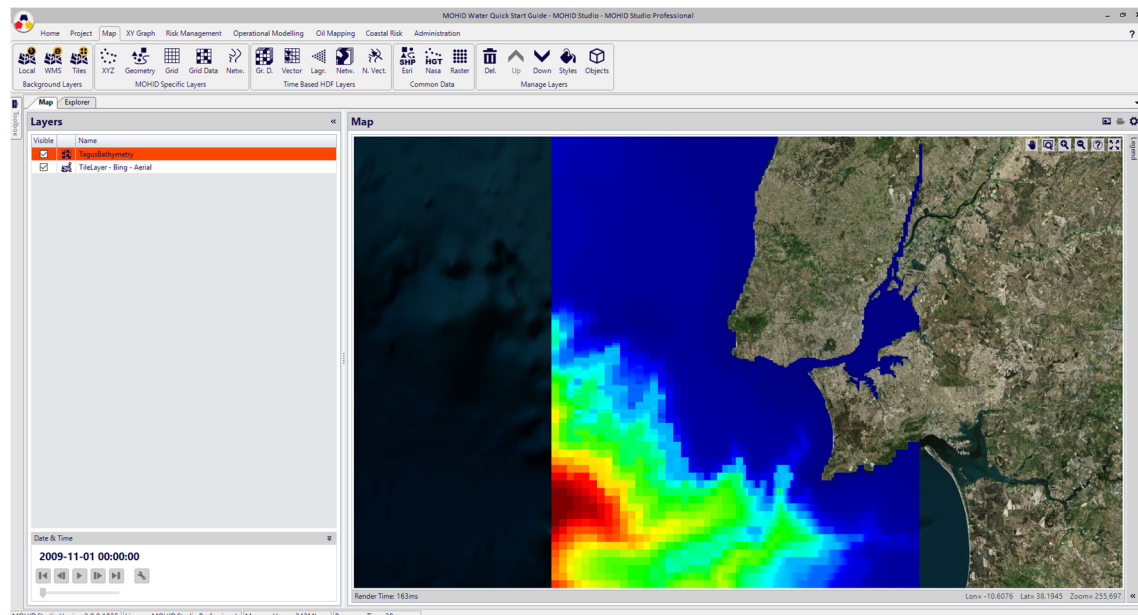 MOHID Water Quick Start Guide - MOHID Studio - MOHID Studio Professional
Home Project Map XY Graph Risk Management Operational Modelling Oil Mapping Coastal Risk Administration ?
SHP HGT
Local WMS Tiles XYZ Geometry Grid Grid Data Netw. Gr. D. Vector Lagr. Netw. N. Vect. Esri Nasa Raster Del. Up Down Styles Objects
Background Layers MOHID Specific Layers Time Based HDF Layers Common Data Manage Layers
Map Explorer
Toolbox
Layers «
Map
Legend
Visible Name
TagusBathymetry
TileLayer - Bing - Aerial
Date & Time
2009-11-01 00:00:00
Render Time: 163ms
Lon= -10.6076 Lat= 38.1945 Zoom= 255,697 «